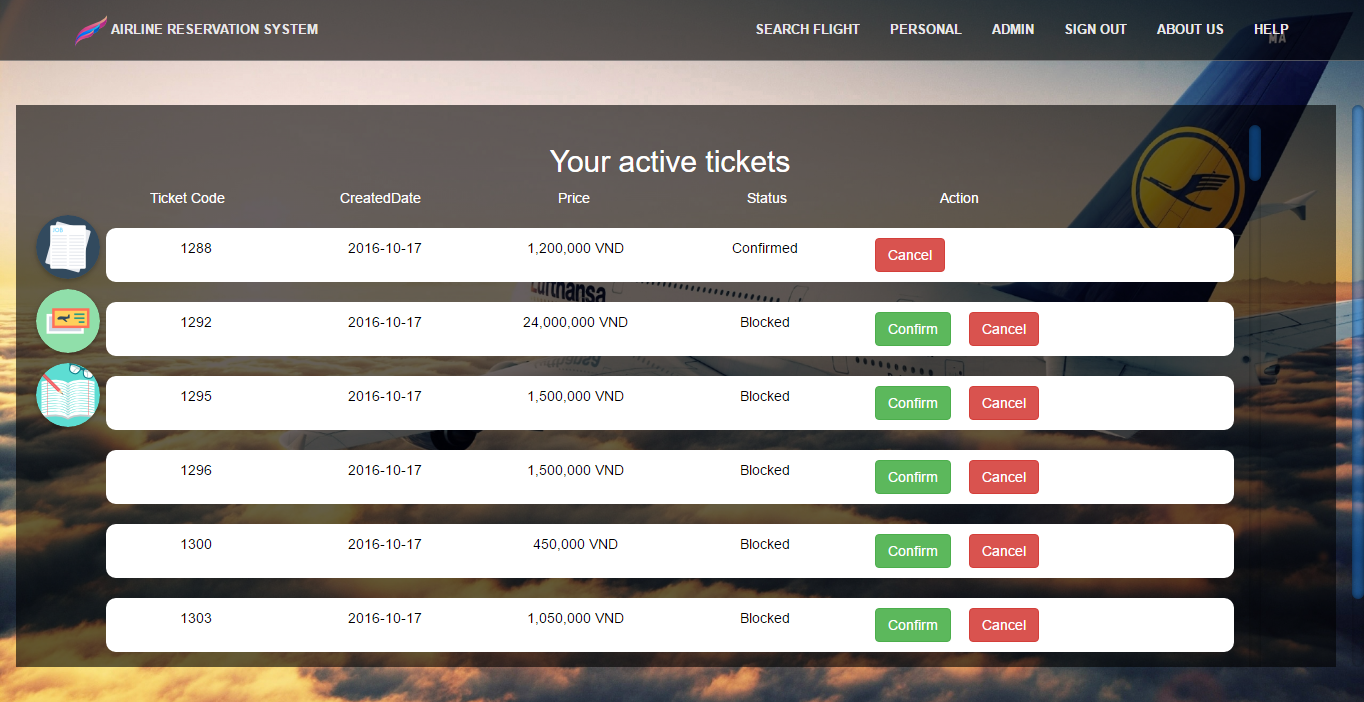 AIRLINE RESERVATION SYSTEM SEARCH FLIGHT PERSONAL ADMIN SIGN OUT ABOUT US HELP
MA
Your active tickets
Ticket Code CreatedDate Price Status Action
JOB
1288 2016-10-17 1,200,000 VND Confirmed Cancel
Lufthansa
1292 2016-10-17 24,000,000 VND Blocked Confirm Cancel
1295 2016-10-17 1,500,000 VND Blocked Confirm Cancel
1296 2016-10-17 1,500,000 VND Blocked Confirm Cancel
1300 2016-10-17 450,000 VND Blocked Confirm Cancel
1303 2016-10-17 1,050,000 VND Blocked Confirm Cancel